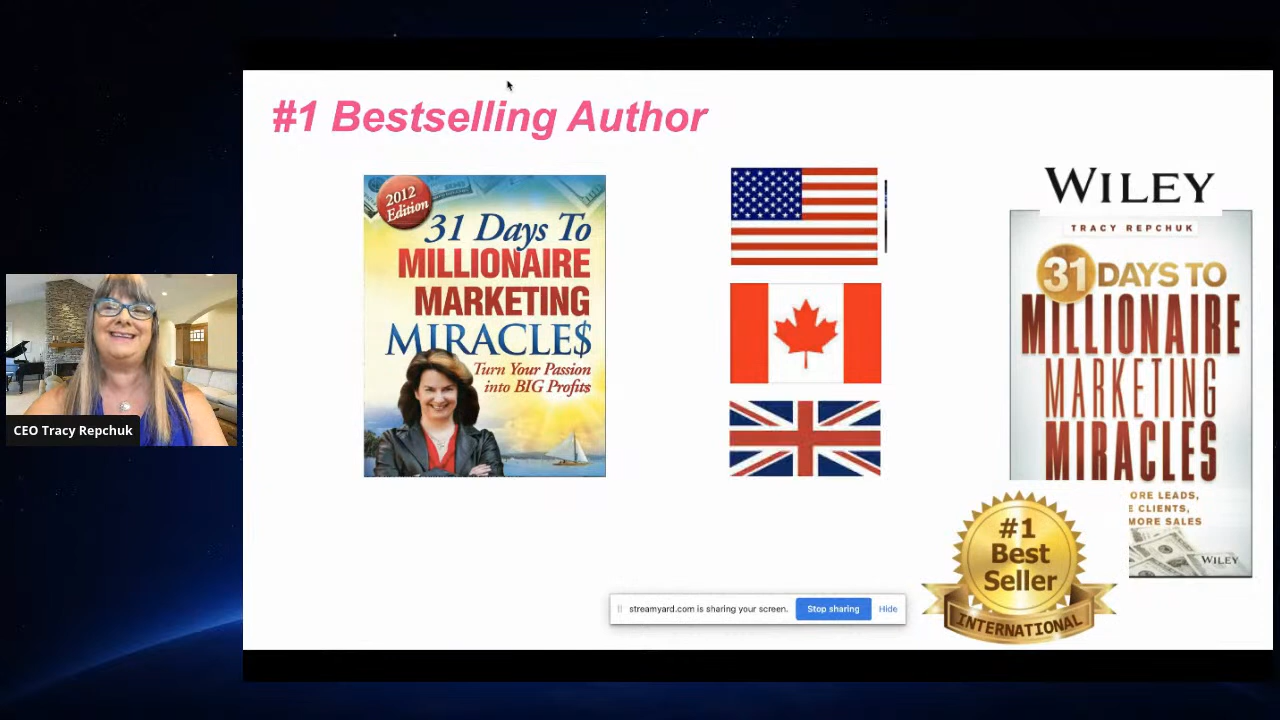 #1 Bestselling Author
2012
Edition
31 Days To
MILLIONAIRE
MARKETING
MIRACLE$
Turn Your Passion
into BIG Profits
WILEY
TRACY REPCHUK
31 DAYS TO
MILLIONAIRE
MARKETING
MIRACLES
ORE LEADS,
E CLIENTS,
MORE SALES
WILEY
#1
Best
Seller
INTERNATIONAL
CEO Tracy Repchuk
streamyard.com is sharing your screen. Stop sharing Hide